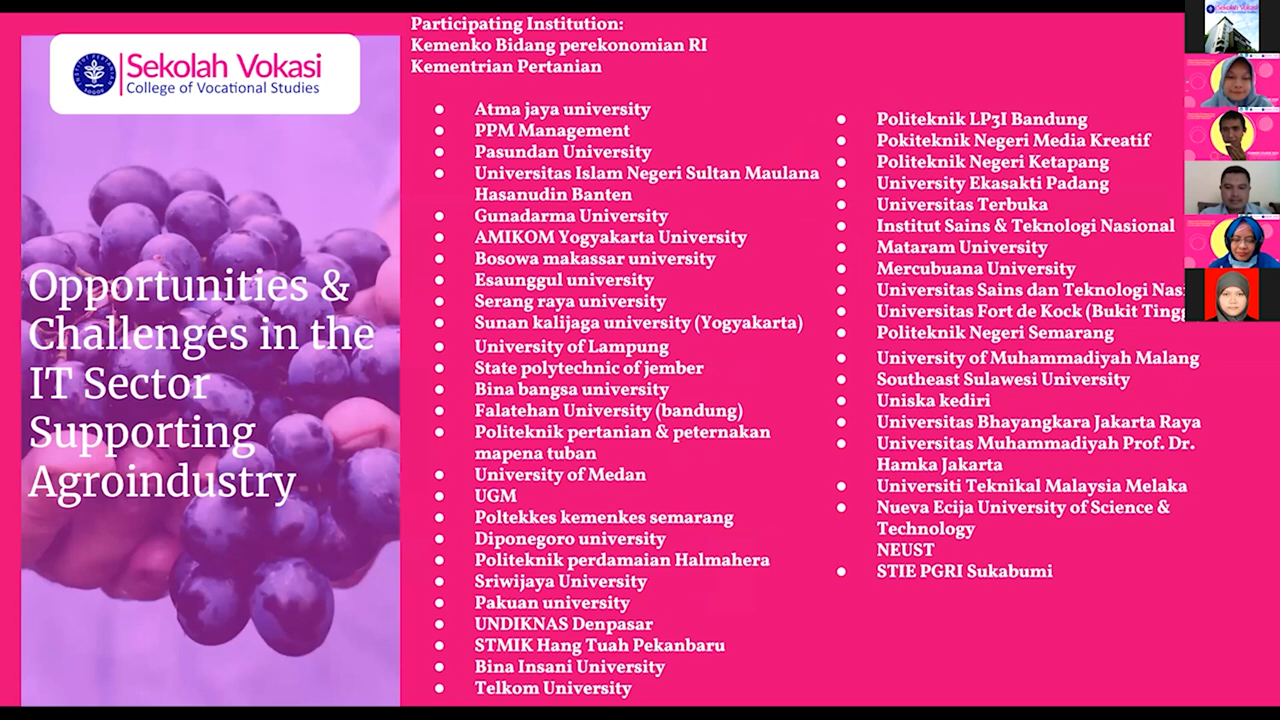 Sekolah Vokasi
College of Vocational Studies
Opportunities &
Challenges in the
IT Sector
Supporting
Agroindustry
Participating Institution:
Kemenko Bidang perekonomian RI
Kementrian Pertanian
• Atma jaya university
• PPM Management
• Pasundan University
• Universitas Islam Negeri Sultan Maulana
Hasanudin Banten
• Gunadarma University
• AMIKOM Yogyakarta University
• Bosowa makassar university
• Esaunggul university
• Serang raya university
• Sunan kalijaga university (Yogyakarta)
• University of Lampung
• State polytechnic of jember
• Bina bangsa university
• Falatehan University (bandung)
• Politeknik pertanian & peternakan
mapena tuban
• University of Medan
• UGM
• Poltekkes kemenkes semarang
• Diponegoro university
• Politeknik perdamaian Halmahera
• Sriwijaya University
• Pakuan university
• UNDIKNAS Denpasar
• STMIK Hang Tuah Pekanbaru
• Bina Insani University
• Telkom University
• Politeknik LP3I Bandung
• Pokiteknik Negeri Media Kreatif
• Politeknik Negeri Ketapang
• University Ekasakti Padang
• Universitas Terbuka
• Institut Sains & Teknologi Nasional
• Mataram University
• Mercubuana University
• Universitas Sains dan Teknologi
• Universitas Fort de Kock (Bukit
• Politeknik Negeri Semarang
• University of Muhammadiyah Malang
• Southeast Sulawesi University
• Uniska kediri
• Universitas Bhayangkara Jakarta Raya
• Universitas Muhammadiyah Prof. Dr.
Hamka Jakarta
• Universiti Teknikal Malaysia Melaka
• Nueva Ecija University of Science &
Technology
NEUST
• STIE PGRI Sukabumi